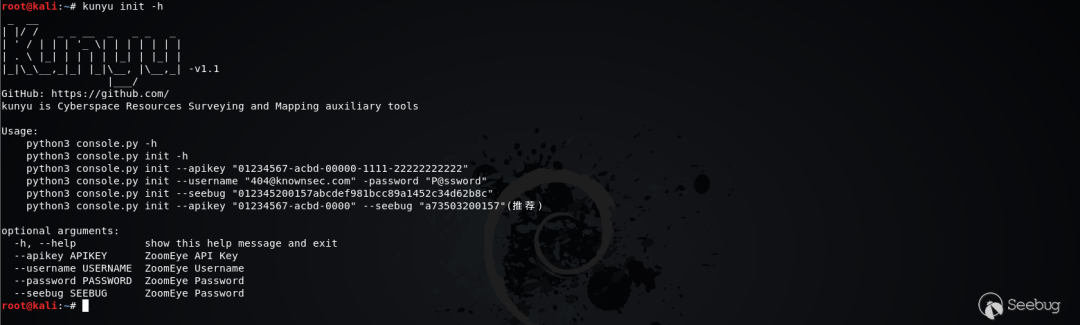 root@kali:~# kunyu init -h
Kunyu -v1.1
GitHub: https://github.com/
kunyu is Cyberspace Resources Surveying and Mapping auxiliary tools
Usage:
python3 console.py -h
python3 console.py init -h
python3 console.py init --apikey "01234567-acbd-00000-1111-22222222222"
python3 console.py init --username "404@knownsec.com" -password "P@ssword"
python3 console.py init --seebug "012345200157abcdef981bcc89a1452c34d62b8c"
python3 console.py init --apikey "01234567-acbd-0000" --seebug "a73503200157"(推荐)
optional arguments:
-h, --help show this help message and exit
--apikey APIKEY ZoomEye API Key
--username USERNAME ZoomEye Username
--password PASSWORD ZoomEye Password
--seebug SEEBUG ZoomEye Password
root@kali:~#
Seebug